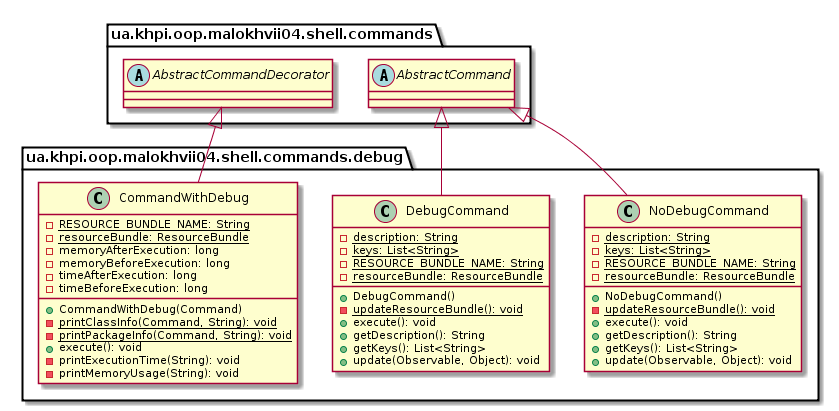 ua.khpi.oop.malokhvii04.shell.commands
A AbstractCommandDecorator
A AbstractCommand
ua.khpi.oop.malokhvii04.shell.commands.debug
C CommandWithDebug
RESOURCE_BUNDLE_NAME: String
resourceBundle: ResourceBundle
memoryAfterExecution: long
memoryBeforeExecution: long
timeAfterExecution: long
timeBeforeExecution: long
CommandWithDebug(Command)
printClassInfo(Command, String): void
printPackageInfo(Command, String): void
execute(): void
printExecutionTime(String): void
printMemoryUsage(String): void
C DebugCommand
description: String
keys: List<String>
RESOURCE_BUNDLE_NAME: String
resourceBundle: ResourceBundle
DebugCommand()
updateResourceBundle(): void
execute(): void
getDescription(): String
getKeys(): List<String>
update(Observable, Object): void
C NoDebugCommand
description: String
keys: List<String>
RESOURCE_BUNDLE_NAME: String
resourceBundle: ResourceBundle
NoDebugCommand()
updateResourceBundle(): void
execute(): void
getDescription(): String
getKeys(): List<String>
update(Observable, Object): void